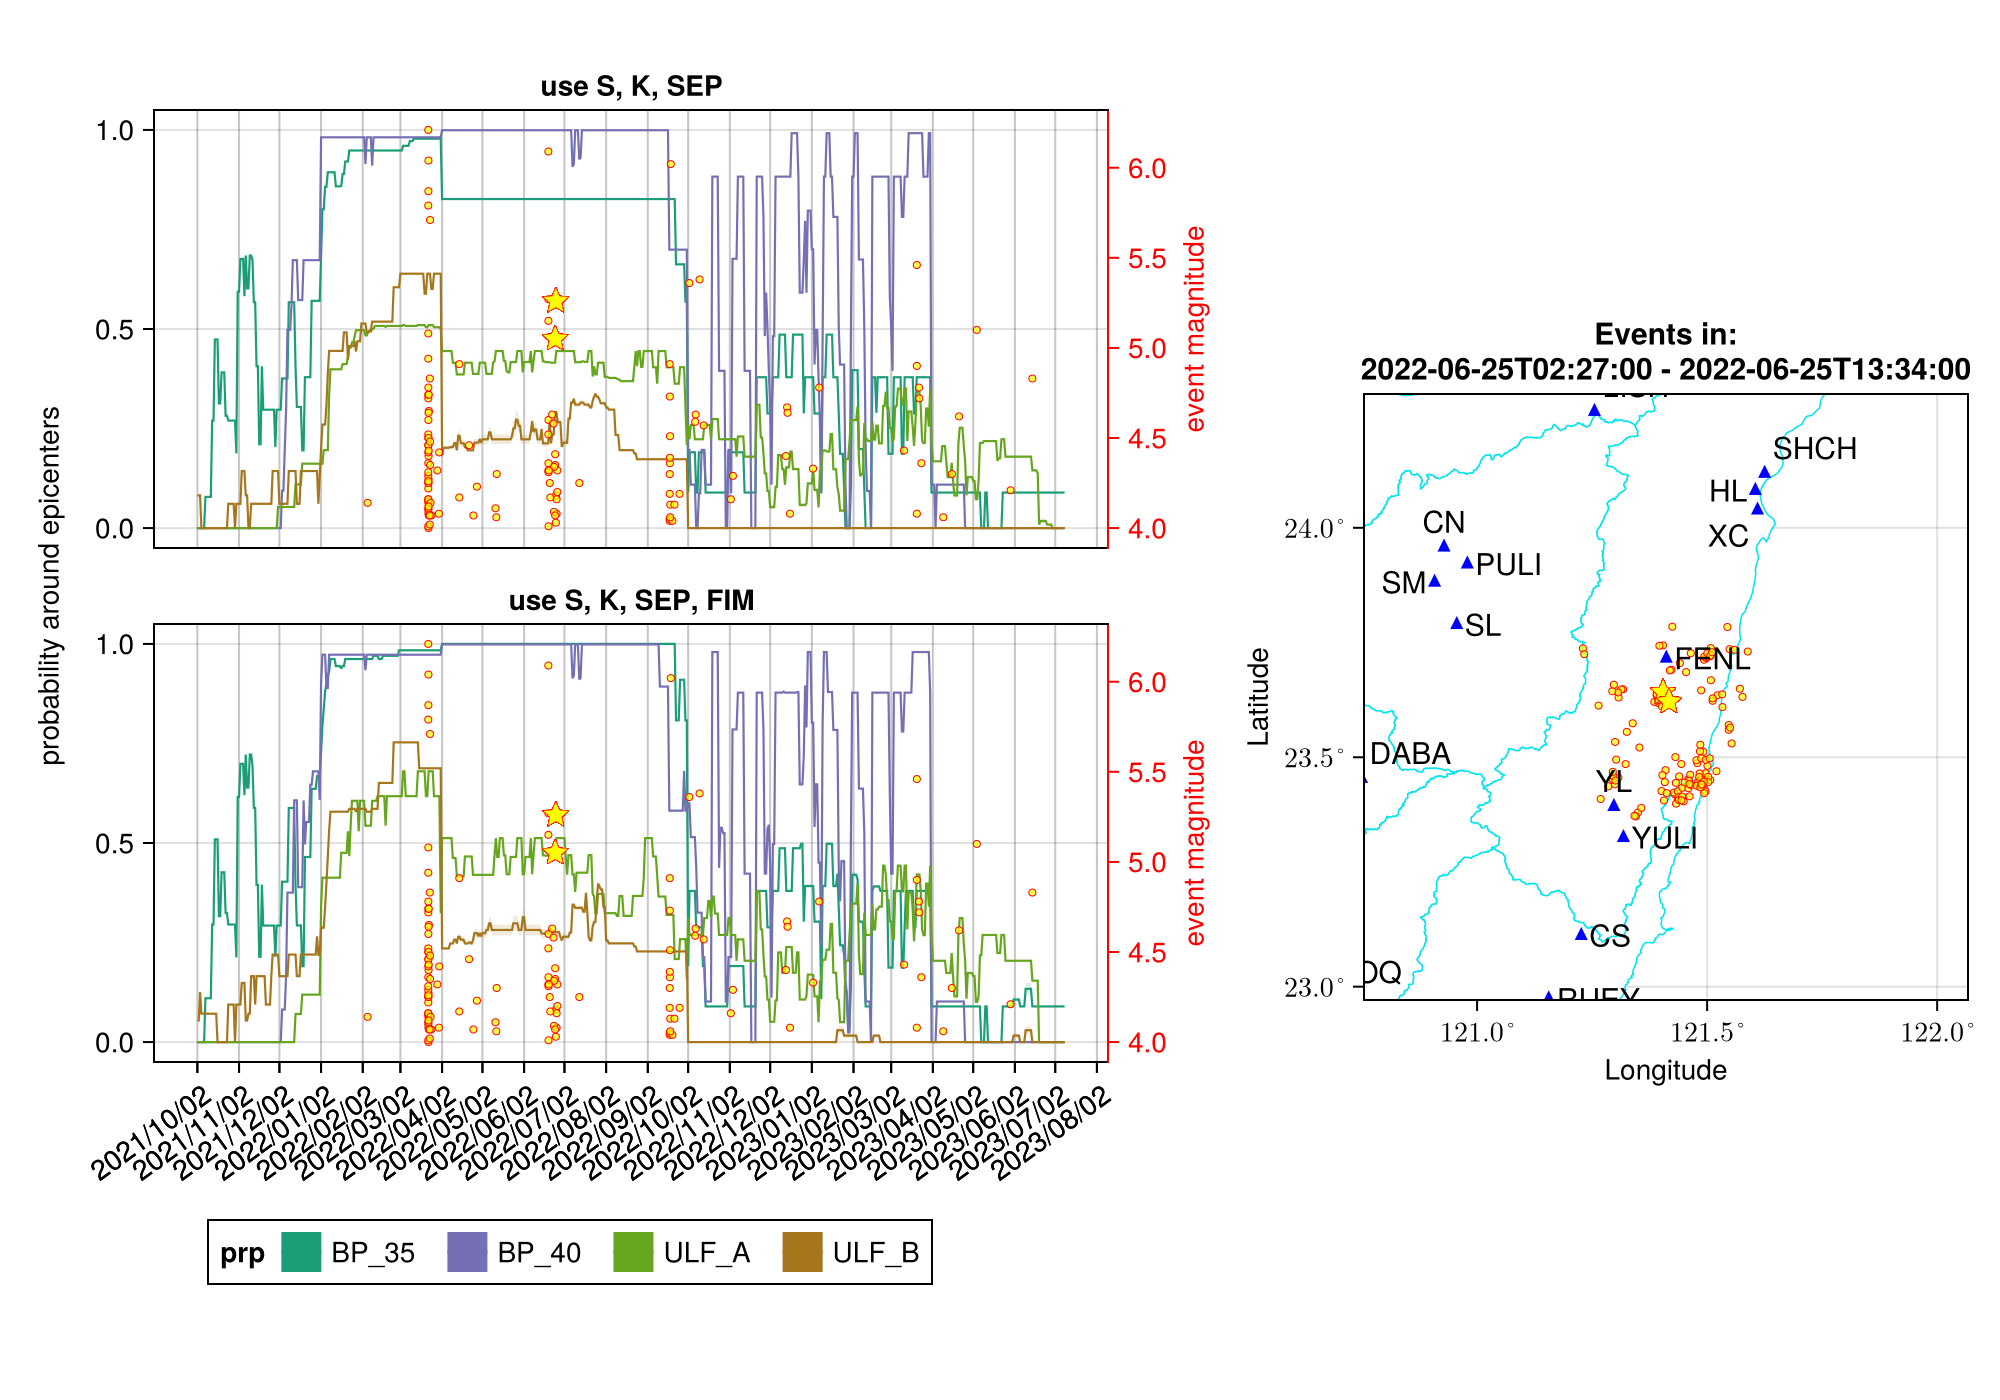 use S, K, SEP
1.0
0.5
0.0
6.0
5.5
5.0
4.5
4.0
event magnitude
probability around epicenters
use S, K, SEP, FIM
1.0
0.5
0.0
6.0
5.5
5.0
4.5
4.0
event magnitude
2021/10/02
2021/11/02
2021/12/02
2022/01/02
2022/02/02
2022/03/02
2022/04/02
2022/05/02
2022/06/02
2022/07/02
2022/08/02
2022/09/02
2022/10/02
2022/11/02
2022/12/02
2023/01/02
2023/02/02
2023/03/02
2023/04/02
2023/05/02
2023/06/02
2023/07/02
2023/08/02
prp BP_35 BP_40 ULF_A ULF_B
Events in:
2022-06-25T02:27:00 - 2022-06-25T13:34:00
SHCH
HL
XC
CN
PULI
SM
SL
FENL
DABA
YL
YULI
CS
DQ
24.0°
23.5°
23.0°
Latitude
121.0°
121.5°
122.0°
Longitude